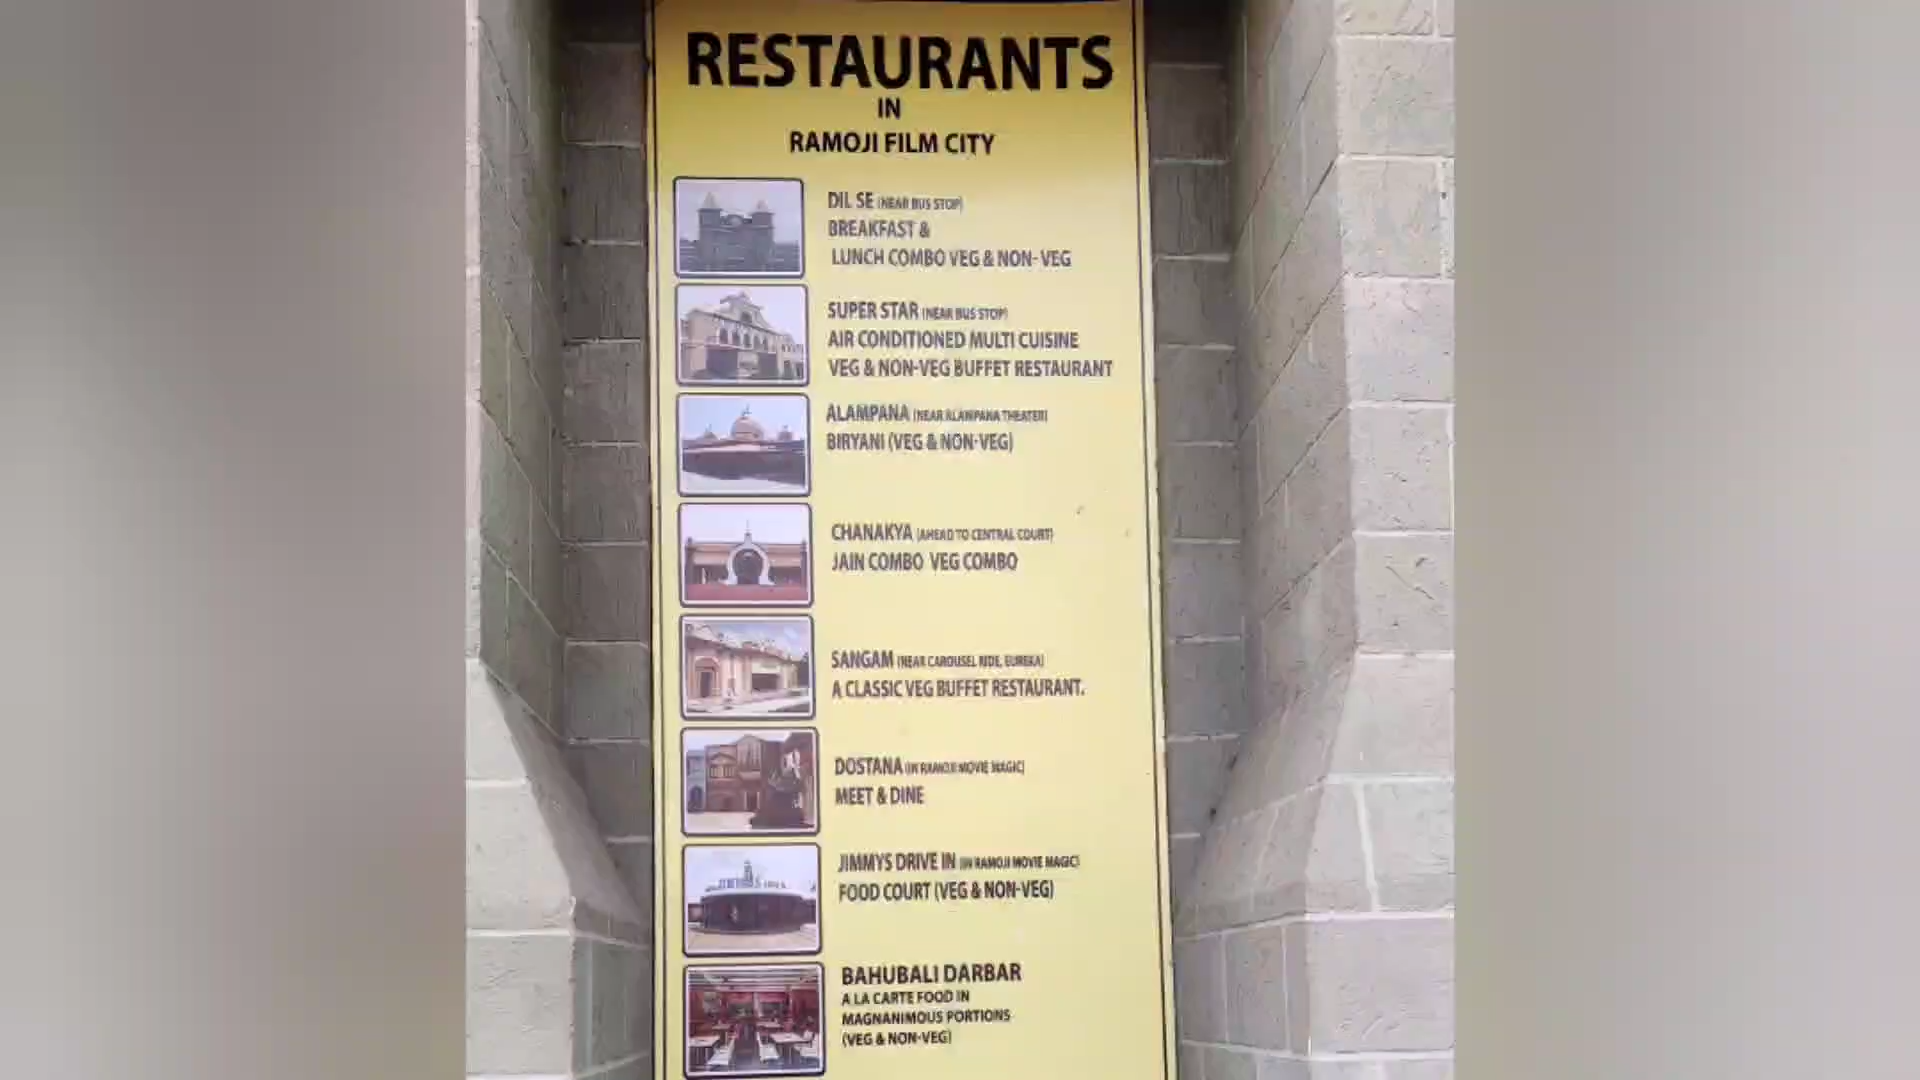 RESTAURANTS
IN
RAMOJI FILM CITY
DIL SE (NEAR BUS STOP)
BREAKFAST &
LUNCH COMBO VEG & NON- VEG
SUPER STAR (NEAR BUS STOP)
AIR CONDITIONED MULTI CUISINE
VEG & NON-VEG BUFFET RESTAURANT
ALAMPANA (NEAR ALAMPANA THEATER)
BIRYANI (VEG & NON-VEG)
CHANAKYA (AHEAD TO CENTRAL COURT)
JAIN COMBO VEG COMBO
SANGAM (NEAR CAROUSEL RIDE, EUREKA)
A CLASSIC VEG BUFFET RESTAURANT.
DOSTANA (IN RAMOJI MOVIE MAGIC)
MEET & DINE
JIMMYS DRIVE IN (IN RAMOJI MOVIE MAGIC)
FOOD COURT (VEG & NON-VEG)
BAHUBALI DARBAR
A LA CARTE FOOD IN
MAGNANIMOUS PORTIONS
(VEG & NON-VEG)